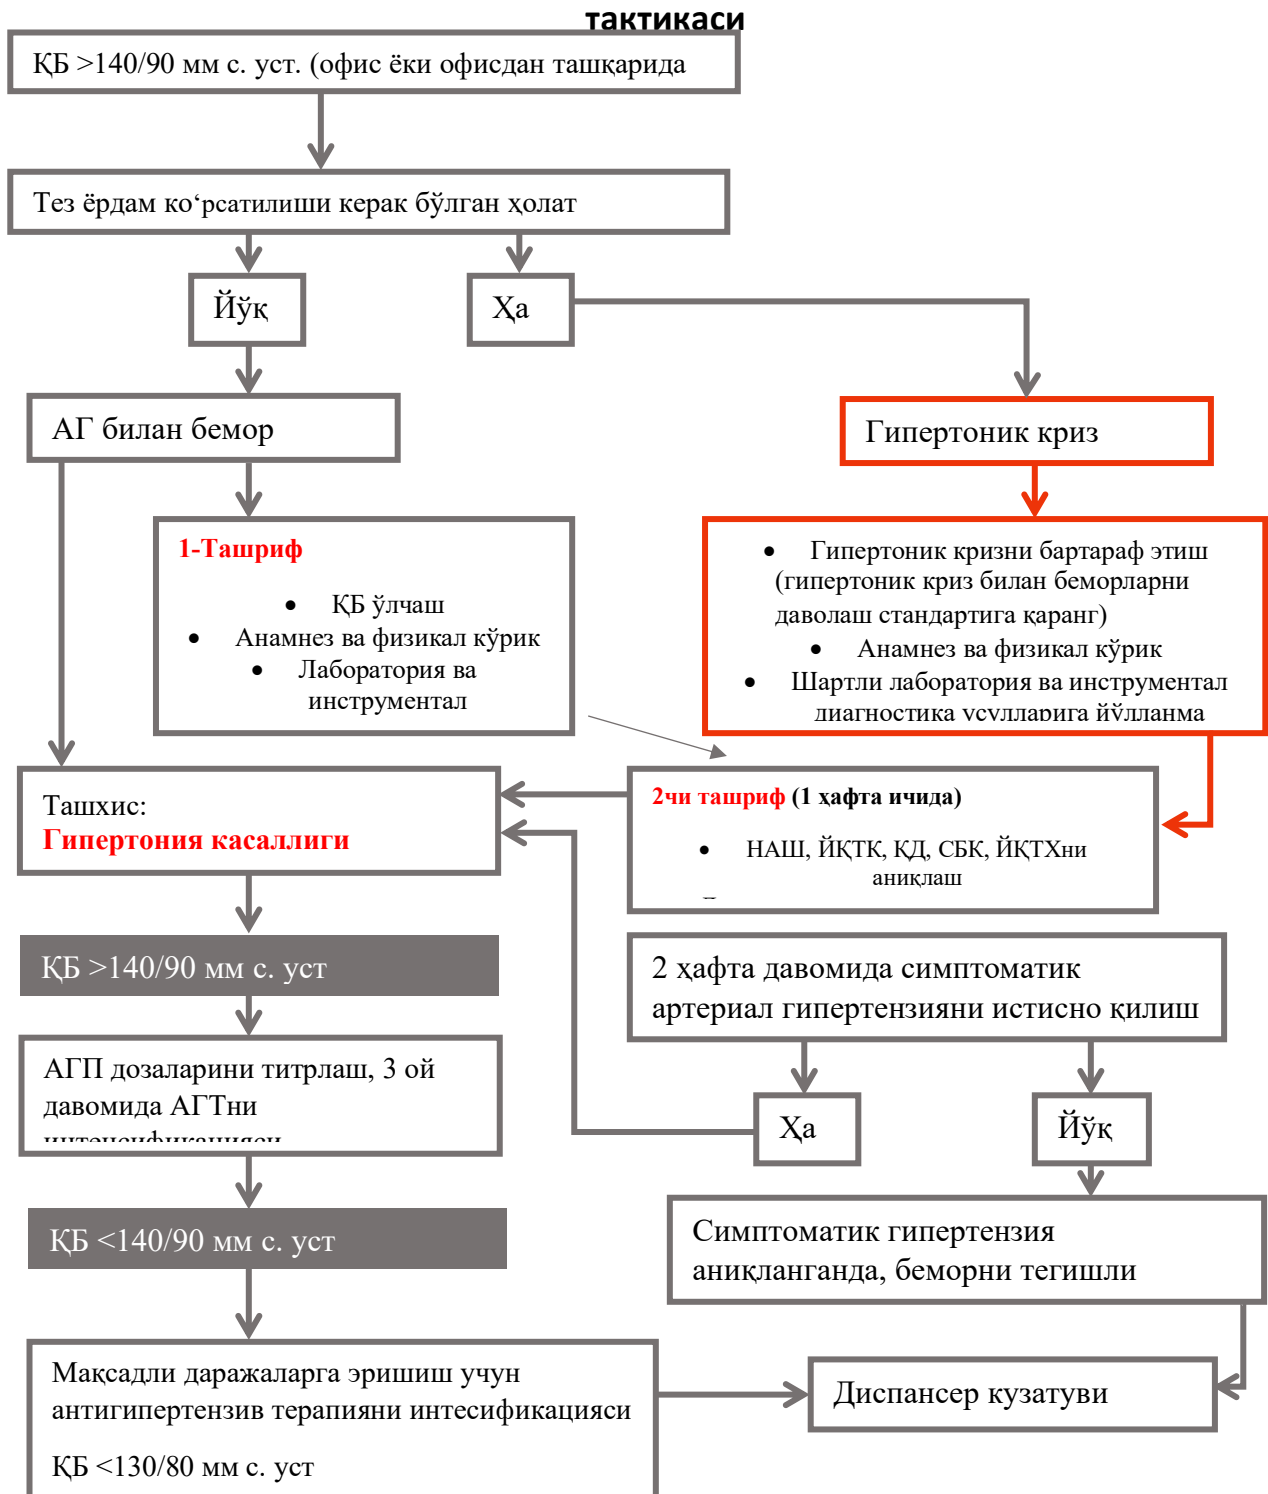 тактикаси
ҚБ >140/90 мм с. уст. (офис ёки офисдан ташқарида
Тез ёрдам ко‘рсатилиши керак бўлган ҳолат
Йўқ
Ҳа
АГ билан бемор
Гипертоник криз
1-Ташриф
• ҚБ ўлчаш
• Анамнез ва физикал кўрик
• Лаборатория ва
инструментал
• Гипертоник кризни бартараф этиш
(гипертоник криз билан беморларни
даволаш стандартига қаранг)
• Анамнез ва физикал кўрик
• Шартли лаборатория ва инструментал
диагностика усулларига йўлланма
Ташхис:
Гипертония касаллиги
2чи ташриф (1 ҳафта ичида)
• НАШ, ЙҚТК, ҚД, СБК, ЙҚТХни
аниқлаш
ҚБ >140/90 мм с. уст
2 ҳафта давомида симптоматик
артериал гипертензияни истисно қилиш
АГП дозаларини титрлаш, 3 ой
давомида АГТни
интенсификацияси
Ҳа
Йўқ
ҚБ <140/90 мм с. уст
Симптоматик гипертензия
аниқланганда, беморни тегишли
Мақсадли даражаларга эришиш учун
антигипертензив терапияни интесификацияси
ҚБ <130/80 мм с. уст
Диспансер кузатуви